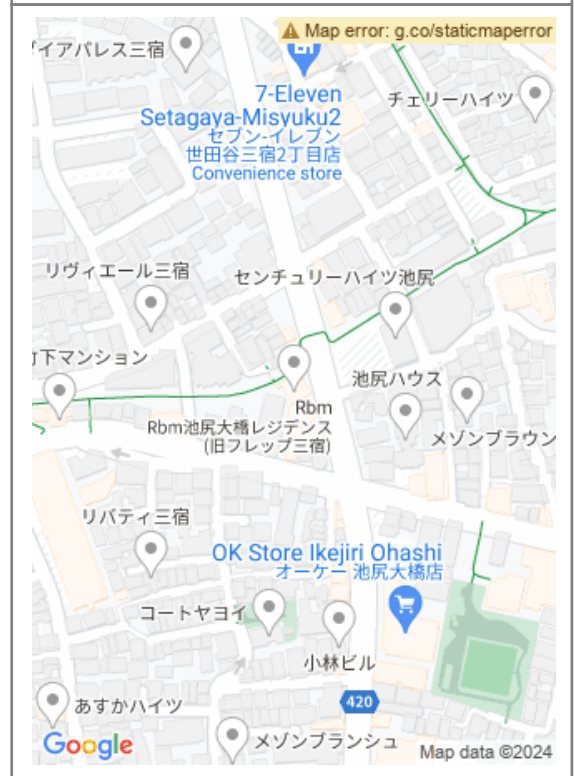 Map error: g.co/staticmaperror
イアパレス三宿
7-Eleven
Setagaya-Misyuku2
セブン-イレブン
世田谷三宿2丁目店
Convenience store
チェリーハイツ
リヴィエール三宿
センチュリーハイツ池尻
下マンション
池尻ハウス
Rbm
Rbm池尻大橋レジデンス
(旧フレップ三宿)
メゾンブラウン
リバティ三宿
OK Store Ikejiri Ohashi
オーケー 池尻大橋店
コートヤヨイ
小林ビル
420
あすかハイツ
メゾンブランシュ
Google
Map data ©2024